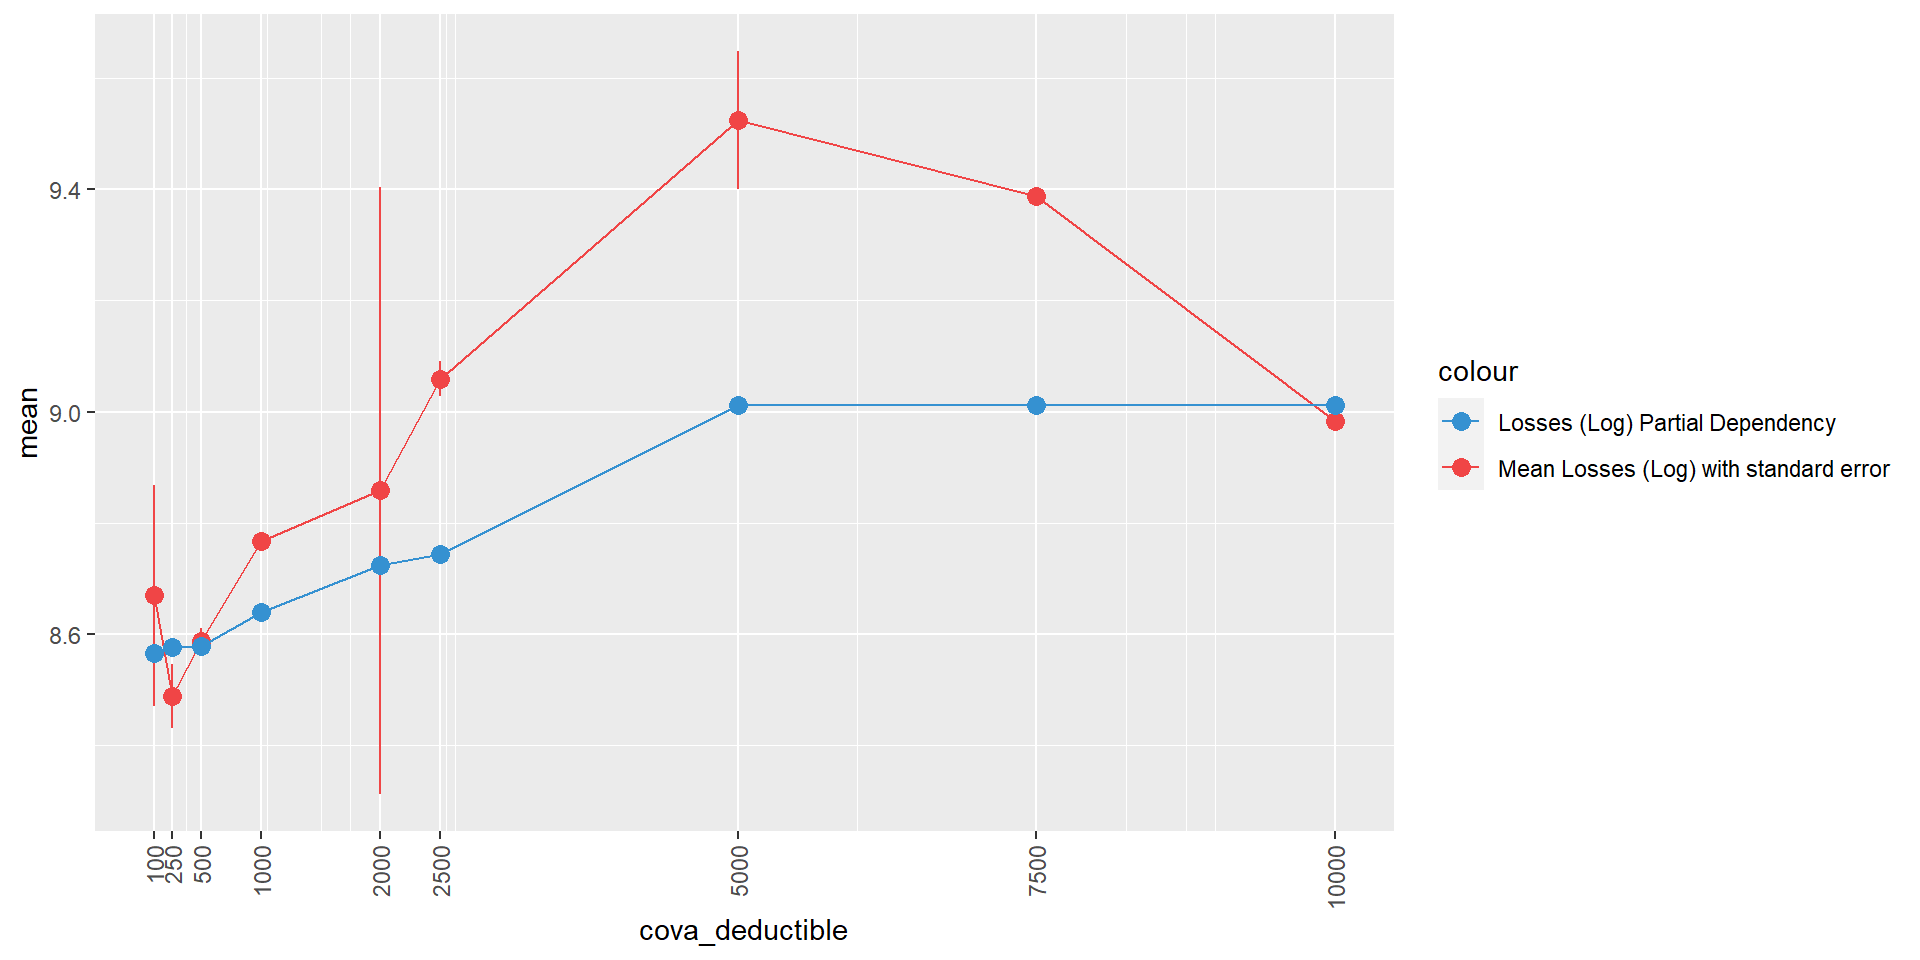 mean
9.4
9.0
8.6
100
250
500
1000
2000
2500
5000
7500
10000
cova_deductible
colour
Losses (Log) Partial Dependency
Mean Losses (Log) with standard error